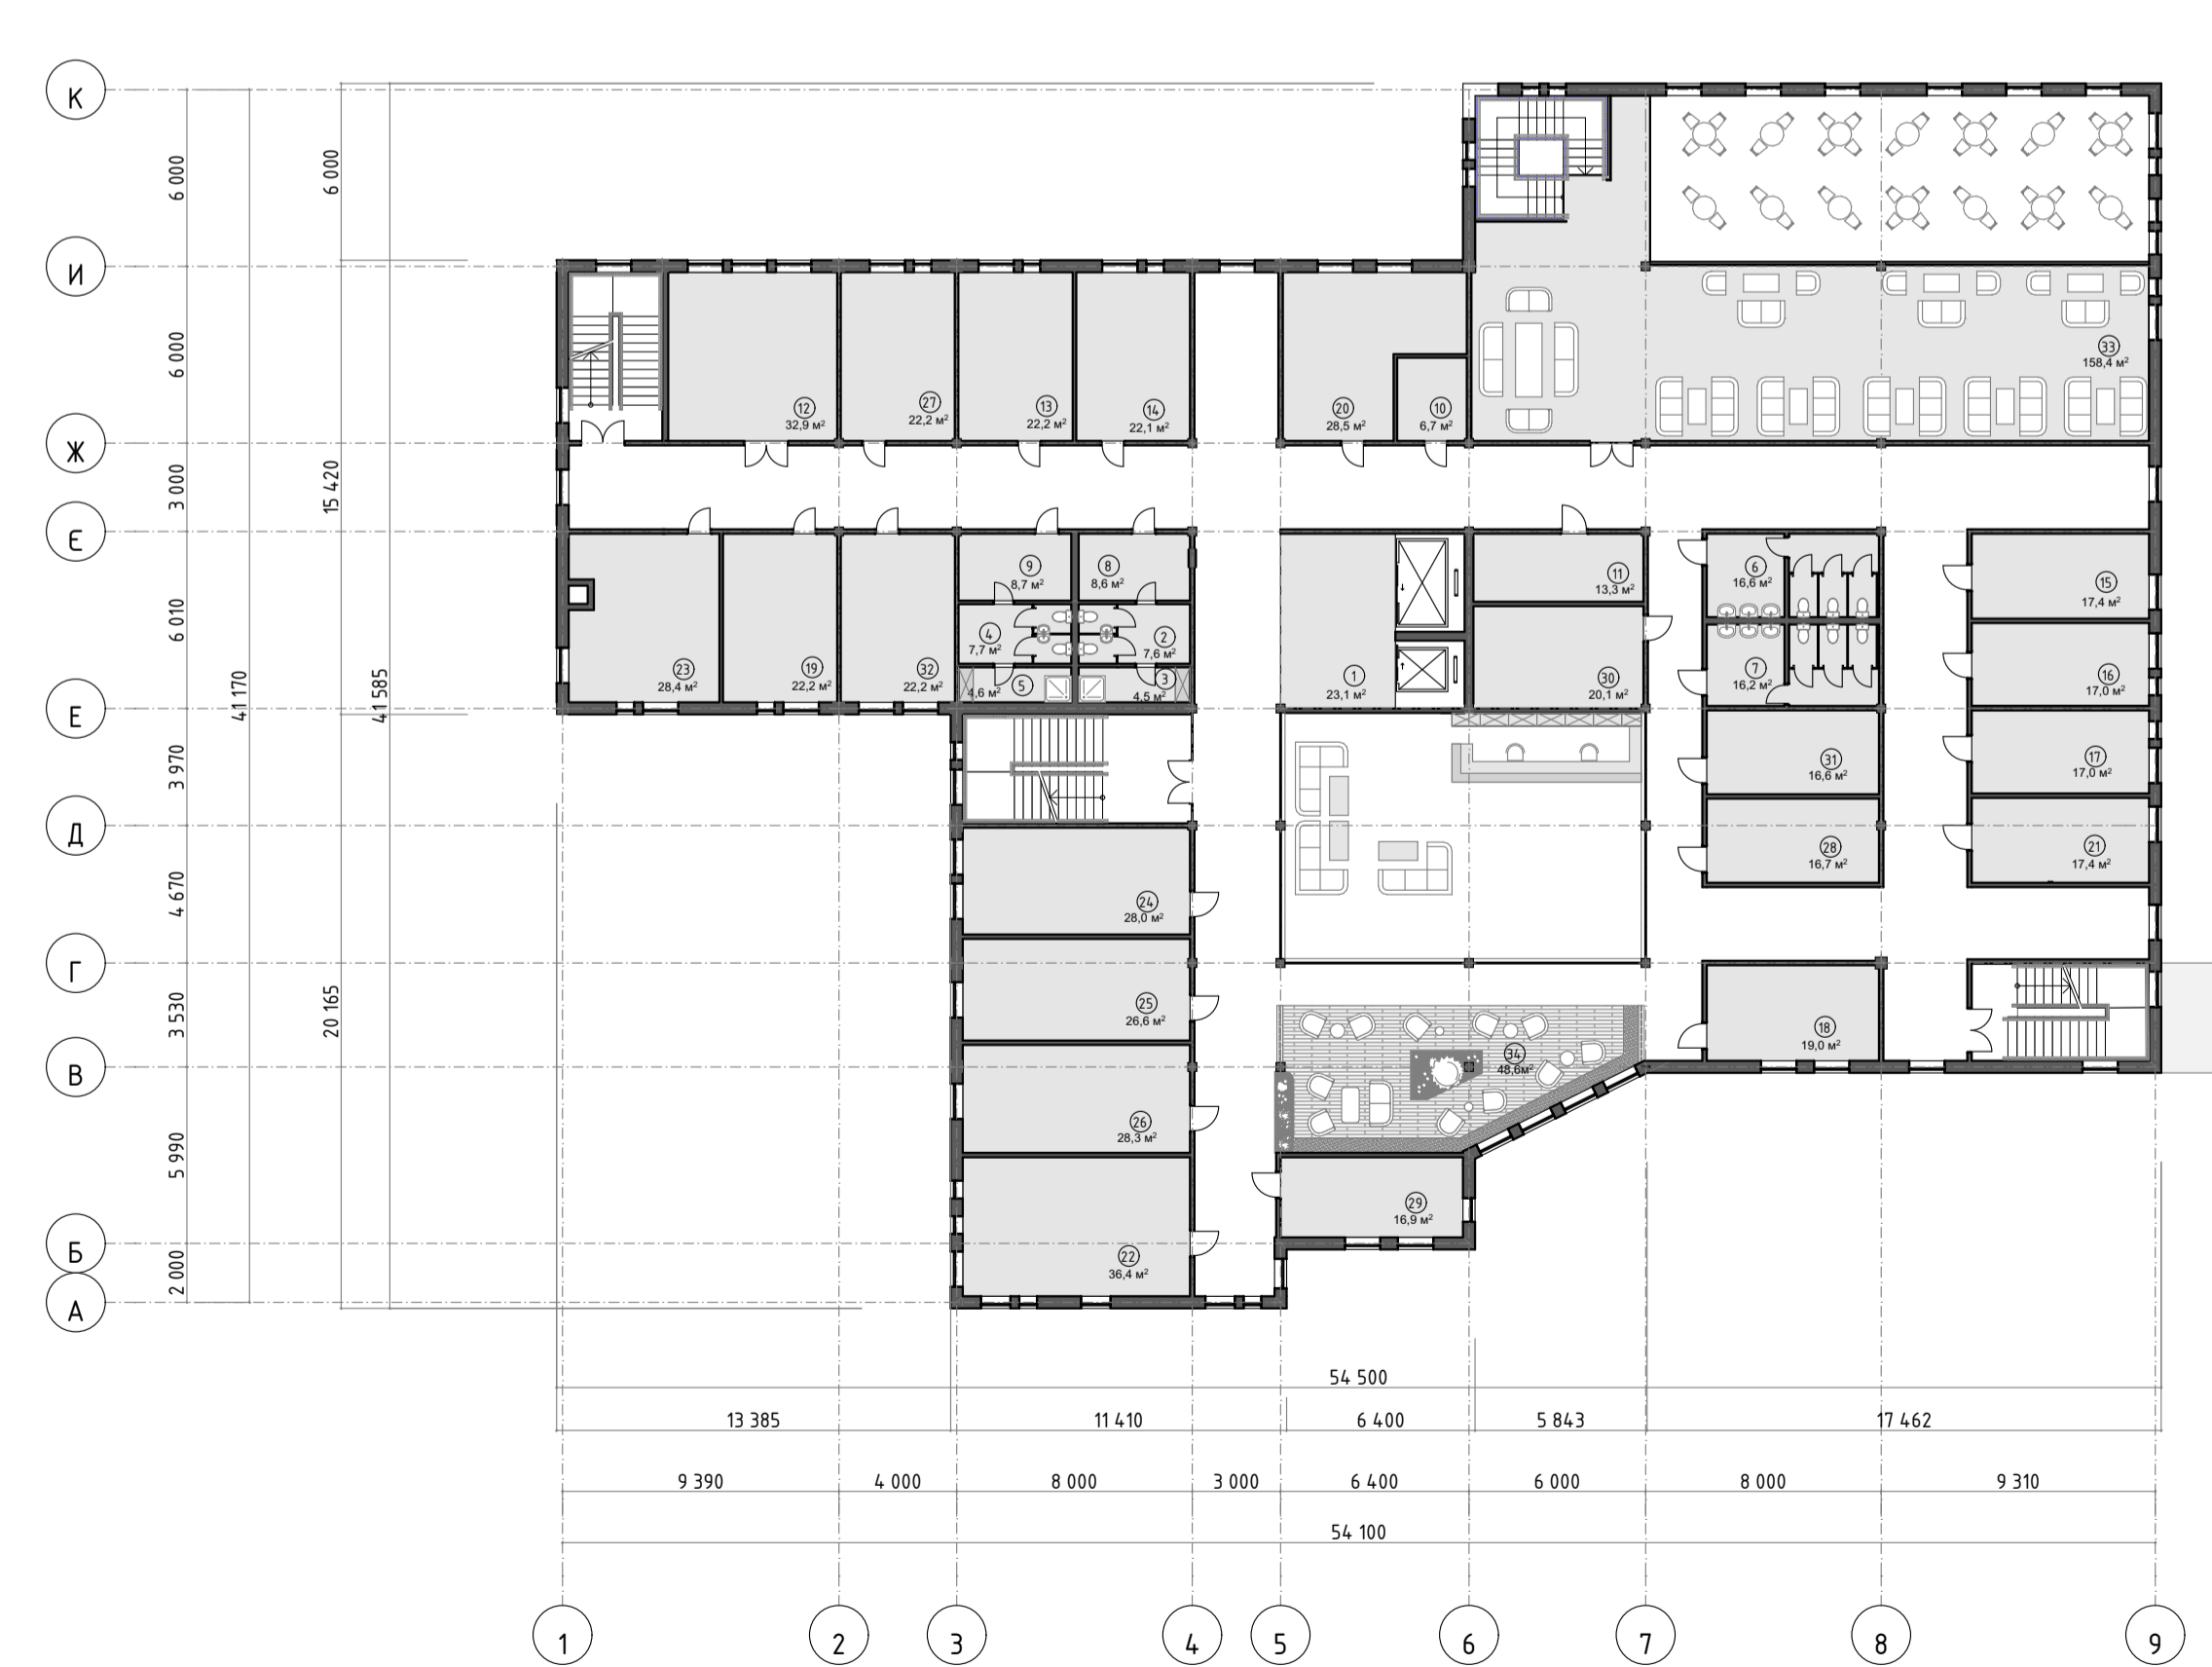 К
И
Ж
Е
Е
Д
Г
В
Б
А
6 000
6 000
3 000
6 010
3 970
4 670
3 530
5 990
2 000
41 170
6 000
15 420
20 165
41 585
12
32,9 м²
27
22,2 м²
13
22,2 м²
14
22,1 м²
20
28,5 м²
10
6,7 м²
33
158,4 м²
23
28,4 м²
19
22,2 м²
32
22,2 м²
9
8,7 м²
8
8,6 м²
4
7,7 м²
2
7,6 м²
5
4,6 м²
3
4,5 м²
1
23,1 м²
11
13,3 м²
30
20,1 м²
6
16,6 м²
7
16,2 м²
15
17,4 м²
16
17,0 м²
31
16,6 м²
17
17,0 м²
28
16,7 м²
21
17,4 м²
24
28,0 м²
25
26,6 м²
18
19,0 м²
34
48,6м²
26
28,3 м²
29
16,9 м²
22
36,4 м²
54 500
13 385
11 410
6 400
5 843
17 462
9 390
4 000
8 000
3 000
6 400
6 000
8 000
9 310
54 100
1
2
3
4
5
6
7
8
9